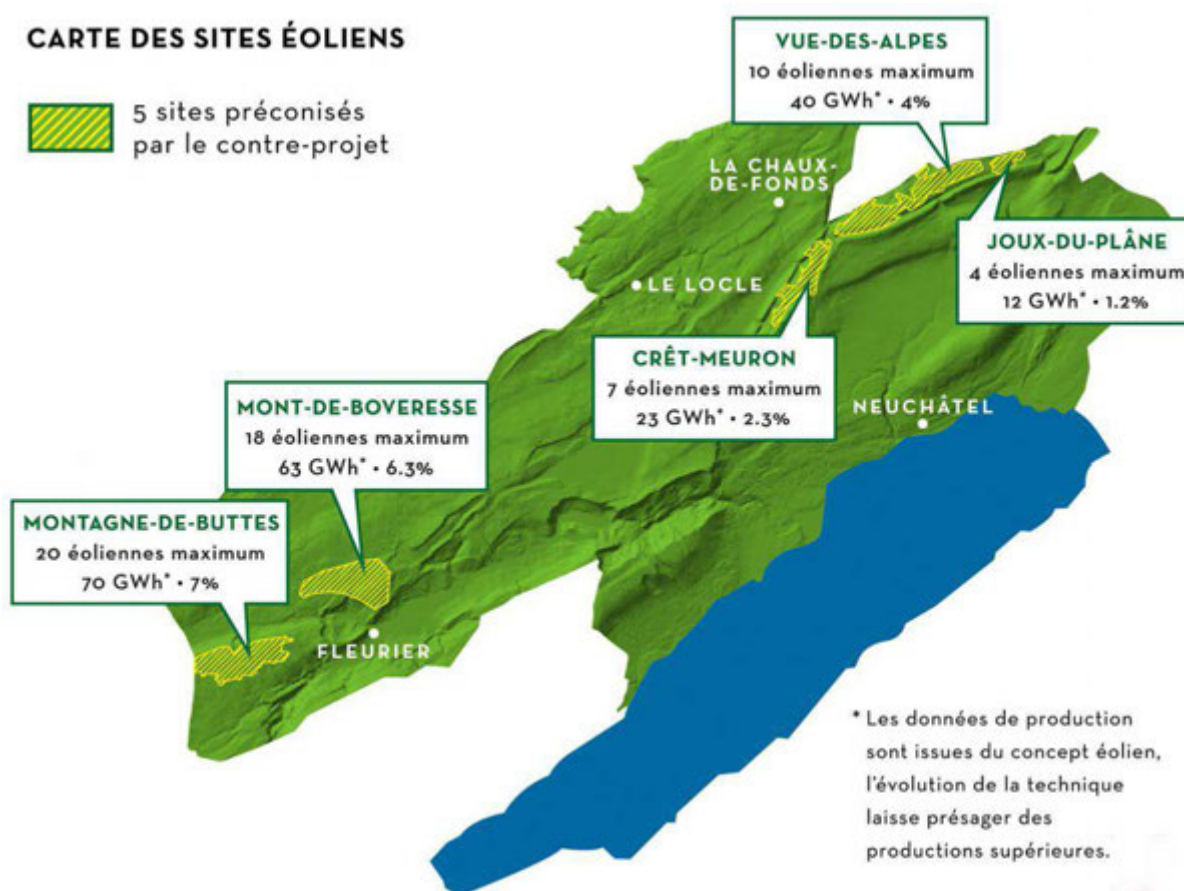 CARTE DES SITES ÉOLIENS
5 sites préconisés
par le contre-projet
VUE-DES-ALPES
10 éoliennes maximum
40 GWh* • 4%
LA CHAUX-
DE-FONDS
JOUX-DU-PLÂNE
4 éoliennes maximum
12 GWh* • 1.2%
LE LOCLE
CRÊT-MEURON
7 éoliennes maximum
23 GWh* • 2.3%
NEUCHÂTEL
MONT-DE-BOVERESSE
18 éoliennes maximum
63 GWh* • 6.3%
MONTAGNE-DE-BUTTES
20 éoliennes maximum
70 GWh* • 7%
FLEURIER
* Les données de production
sont issues du concept éolien,
l'évolution de la technique
laisse présager des
productions supérieures.